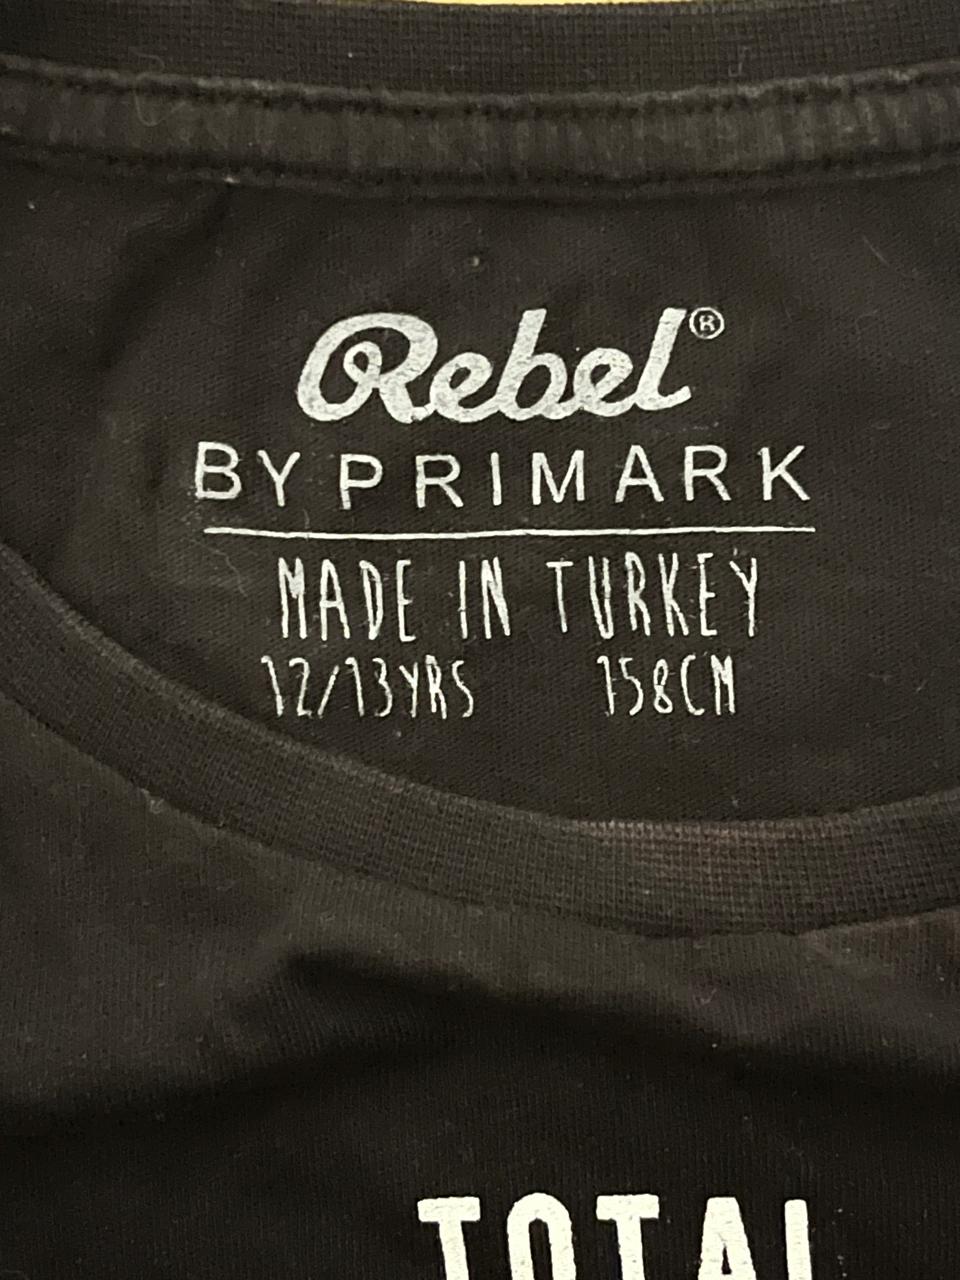 Rebel®
BY PRIMARK
MADE IN TURKEY
12/13YRS 158CM
TOTAL